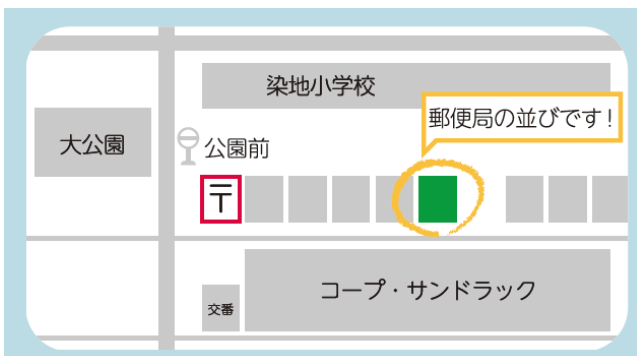 染地小学校
郵便局の並びです!
大公園
公園前
〒
コープ・サンドラック
交番